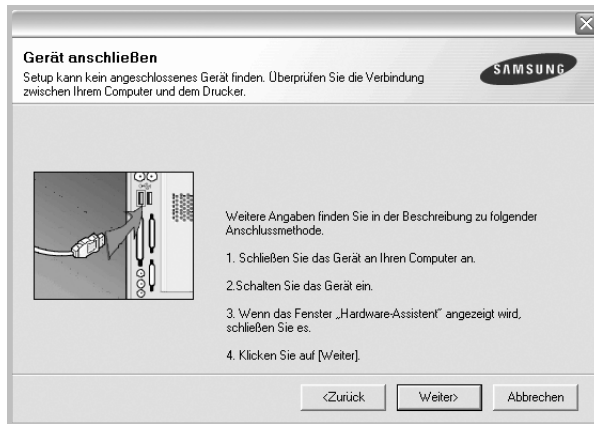 Gerät anschließen
Setup kann kein angeschlossenes Gerät finden. Überprüfen Sie die Verbindung
zwischen Ihrem Computer und dem Drucker.
SAMSUNG
Weitere Angaben finden Sie in der Beschreibung zu folgender
Anschlussmethode.
1. Schließen Sie das Gerät an Ihren Computer an.
2.Schalten Sie das Gerät ein.
3. Wenn das Fenster „Hardware-Assistent" angezeigt wird,
schließen Sie es.
4. Klicken Sie auf [Weiter].
<Zurück Weiter> Abbrechen